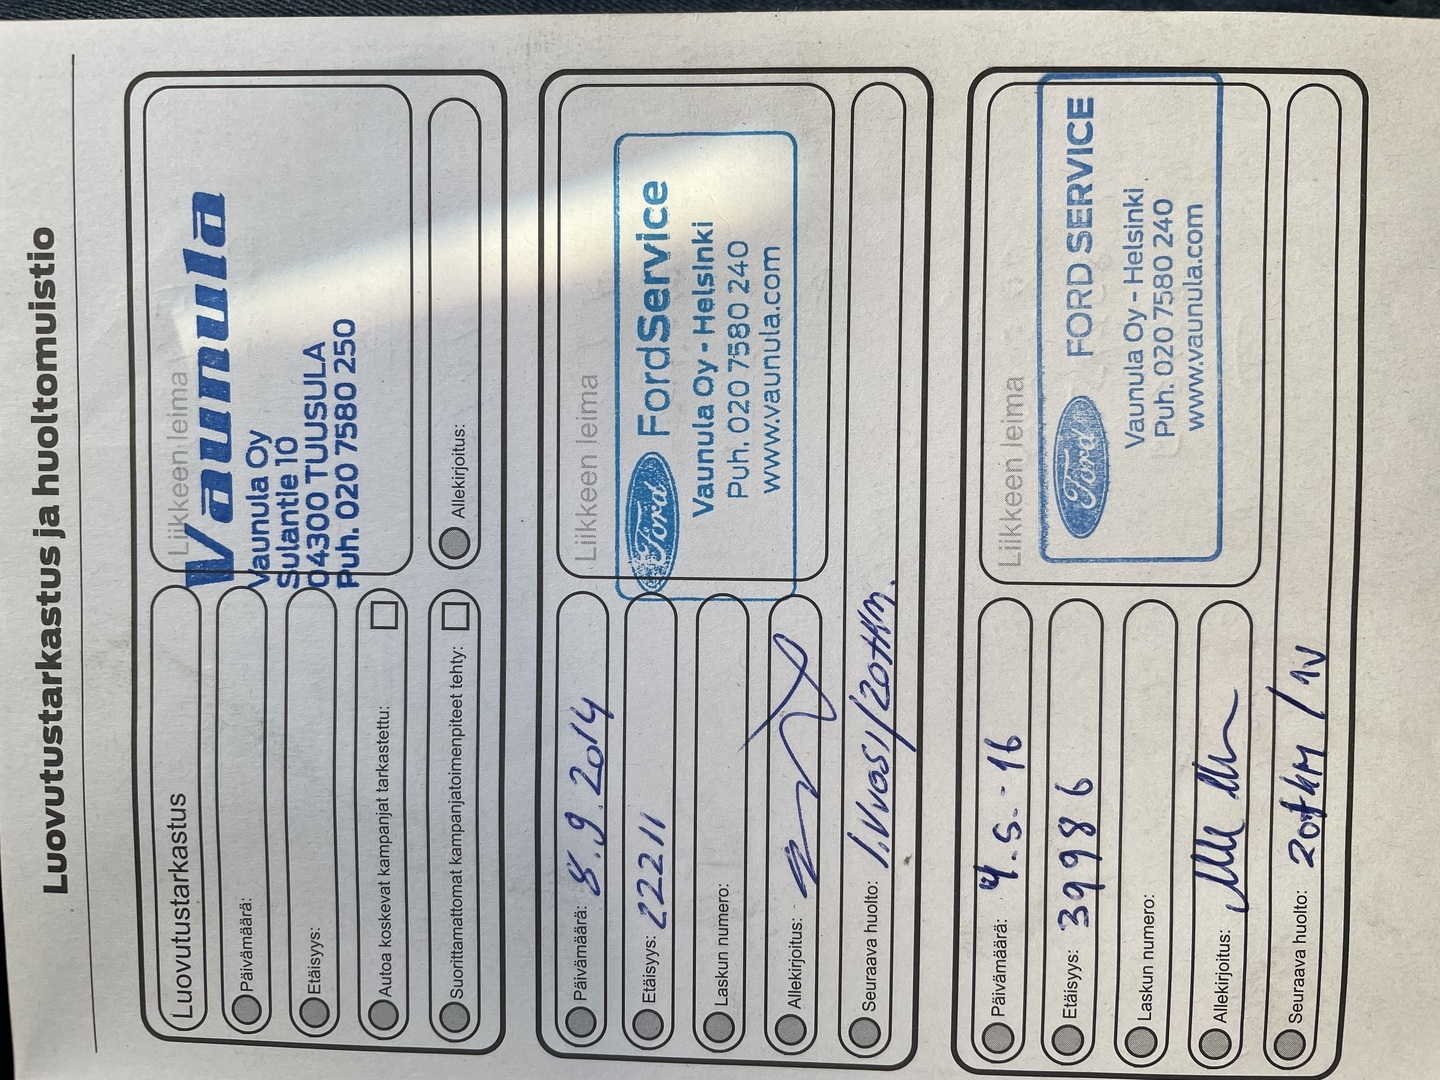 Luovutustarkastus ja huoltomuistio
Luovutustarkastus
Päivämäärä:
Etäisyys:
Autoa koskevat kampanjat tarkastettu:
Suorittamattomat kampanjatoimenpiteet tehty:
Allekirjoitus:
Liikkeen leima
Vaunula
Vaunula Oy
Sulantie 10
04300 TUUSULA
Puh. 020 7580 250
Päivämäärä: 8.9.2014
Etäisyys: 22211
Laskun numero:
Allekirjoitus:
Seuraava huolto: 1.Vuosi/20tkm.
Liikkeen leima
Ford FordService
Vaunula Oy - Helsinki
Puh. 020 7580 240
www.vaunula.com
Päivämäärä: 4.5.-16
Etäisyys: 39986
Laskun numero:
Allekirjoitus:
Seuraava huolto: 20tkm / 1v
Liikkeen leima
Ford FORD SERVICE
Vaunula Oy - Helsinki
Puh. 020 7580 240
www.vaunula.com